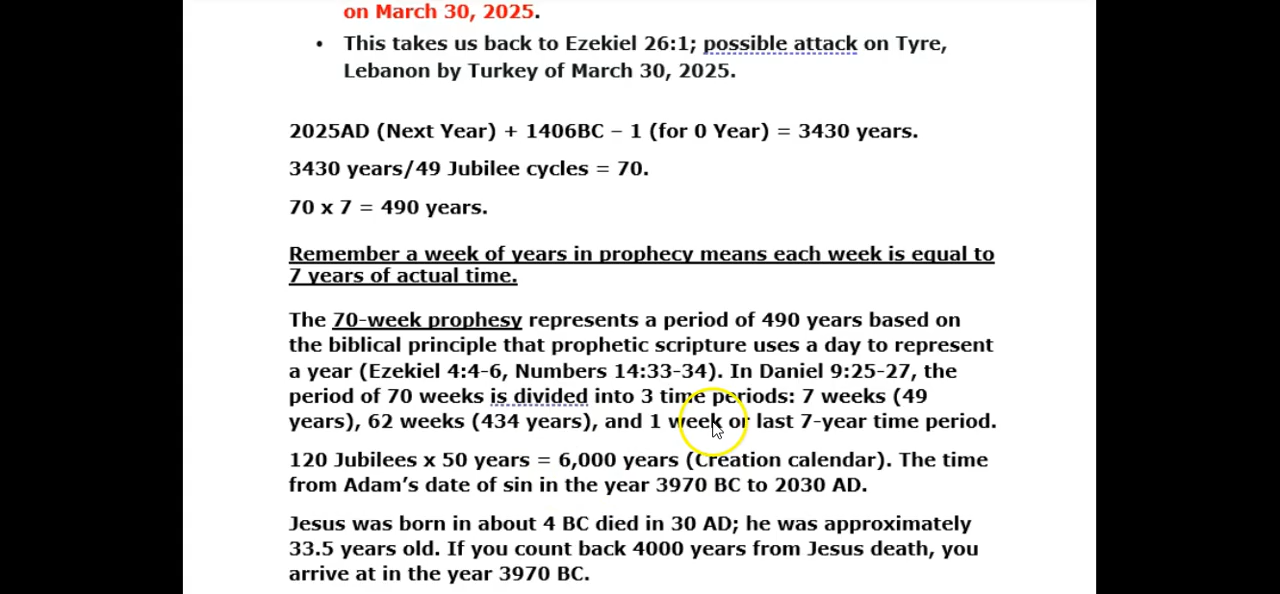 on March 30, 2025.
• This takes us back to Ezekiel 26:1; possible attack on Tyre,
Lebanon by Turkey of March 30, 2025.
2025AD (Next Year) + 1406BC – 1 (for 0 Year) = 3430 years.
3430 years/49 Jubilee cycles = 70.
70 x 7 = 490 years.
Remember a week of years in prophecy means each week is equal to
7 years of actual time.
The 70-week prophesy represents a period of 490 years based on
the biblical principle that prophetic scripture uses a day to represent
a year (Ezekiel 4:4-6, Numbers 14:33-34). In Daniel 9:25-27, the
period of 70 weeks is divided into 3 time periods: 7 weeks (49
years), 62 weeks (434 years), and 1 week or last 7-year time period.
120 Jubilees x 50 years = 6,000 years (Creation calendar). The time
from Adam’s date of sin in the year 3970 BC to 2030 AD.
Jesus was born in about 4 BC died in 30 AD; he was approximately
33.5 years old. If you count back 4000 years from Jesus death, you
arrive at in the year 3970 BC.